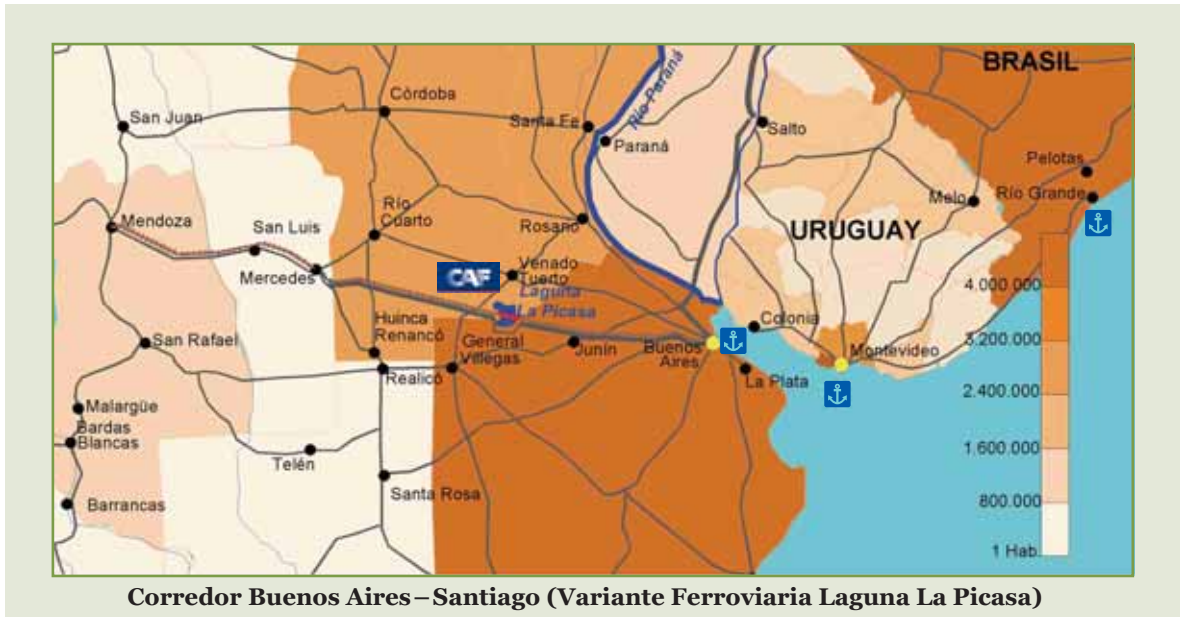 BRASIL
Córdoba
San Juan
Santa Fe
Río Paraná
Paraná
Salto
Pelotas
Melo
Río Grande
Mendoza
San Luis
Río
Cuarto
Rosario
URUGUAY
Mercedes
CAF
Venado
Tuerto
Laguna
La Picasa
4.000.000
Colonia
Huinca
Renancó
General
Villegas
Junín
Buenos
Aires
Montevideo
3.200.000
San Rafael
Realicó
La Plata
2.400.000
Malargüe
Bardas
Blancas
Telén
1.600.000
Santa Rosa
Barrancas
800.000
1 Hab.
Corredor Buenos Aires–Santiago (Variante Ferroviaria Laguna La Picasa)